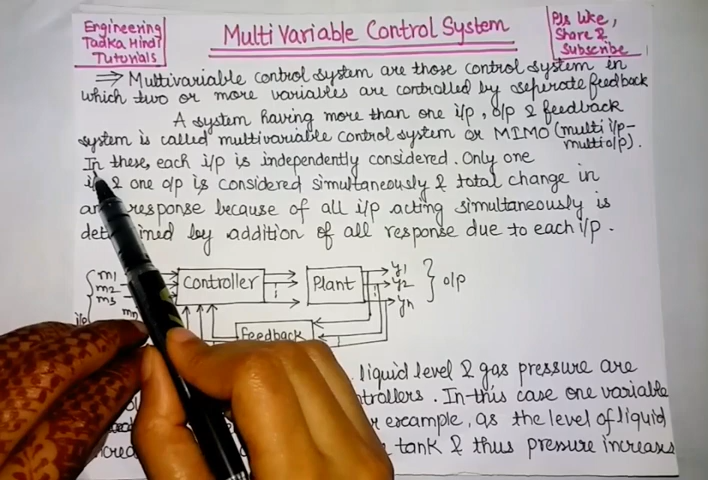 Engineering
Tadka Hindi
Tutorials
Multi Variable Control System
Pls like,
Share &
Subscribe
⇒ Multivariable control system are those control system in
which two or more variables are controlled by seperate feedback
A system having more than one i/p, o/p & feedback
system is called multivariable control system or MIMO (multi i/p-
multi o/p).
In these, each i/p is independently considered. Only one
& one o/p is considered simultaneously & total change in
response because of all i/p acting simultaneously is
by addition of all response due to each i/p.
m1
m2
m3
mn
Controller
Plant
y1
y2
yn
o/p
Feedback
liquid level & gas pressure are
In this case one variable
example, as the level of liquid
tank & thus pressure increases